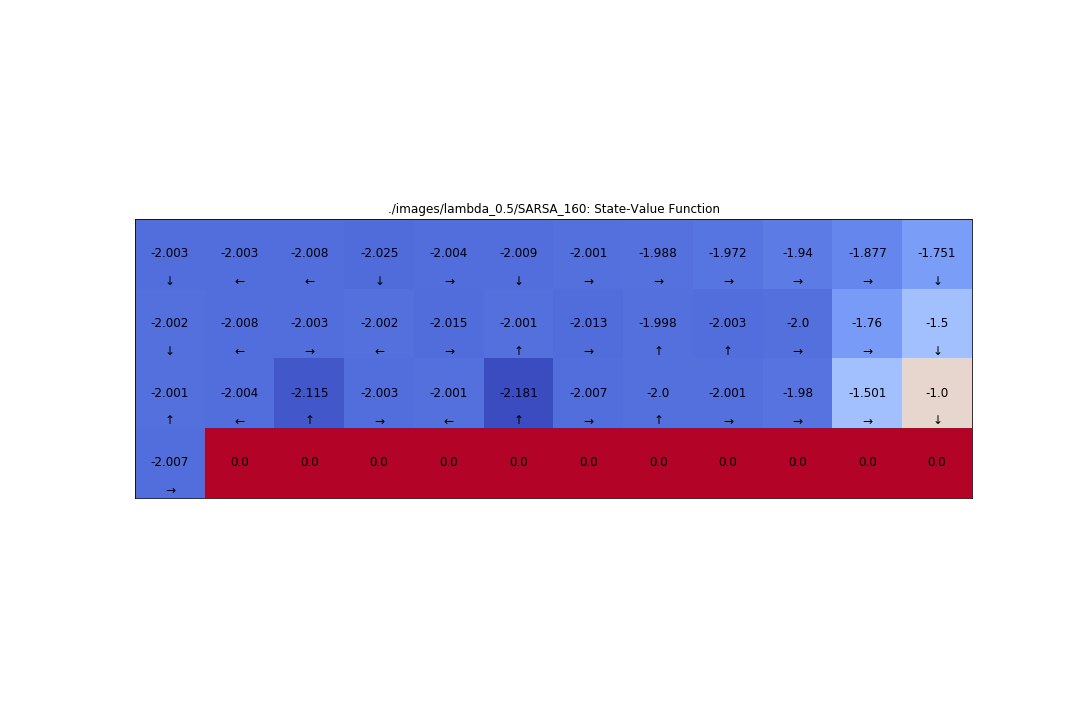 ./images/lambda_0.5/SARSA_160: State-Value Function
-2.003 -2.003 -2.008 -2.025 -2.004 -2.009 -2.001 -1.988 -1.972 -1.94 -1.877 -1.751
↓ ← ← ↓ → ↓ → → → → → ↓
-2.002 -2.008 -2.003 -2.002 -2.015 -2.001 -2.013 -1.998 -2.003 -2.0 -1.76 -1.5
↓ ← → ← → ↑ → ↑ ↑ → → ↓
-2.001 -2.004 -2.115 -2.003 -2.001 -2.181 -2.007 -2.0 -2.001 -1.98 -1.501 -1.0
↑ ← ↑ → ← ↑ → ↑ → → → ↓
-2.007 0.0 0.0 0.0 0.0 0.0 0.0 0.0 0.0 0.0 0.0 0.0
→